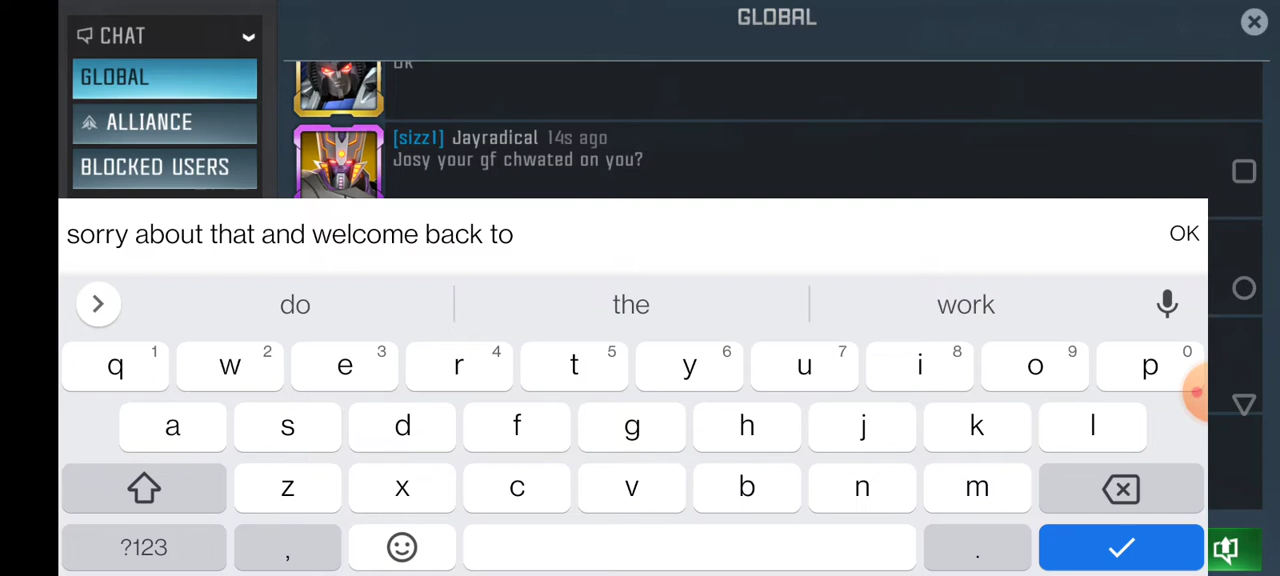 GLOBAL
CHAT
GLOBAL
ALLIANCE
BLOCKED USERS
OK
[sizz1] Jayradical 14s ago
Josy your gf chwated on you?
sorry about that and welcome back to
OK
do the work
q 1 w 2 e 3 r 4 t 5 y 6 u 7 i 8 o 9 p 0
a s d f g h j k l
z x c v b n m
?123 , .